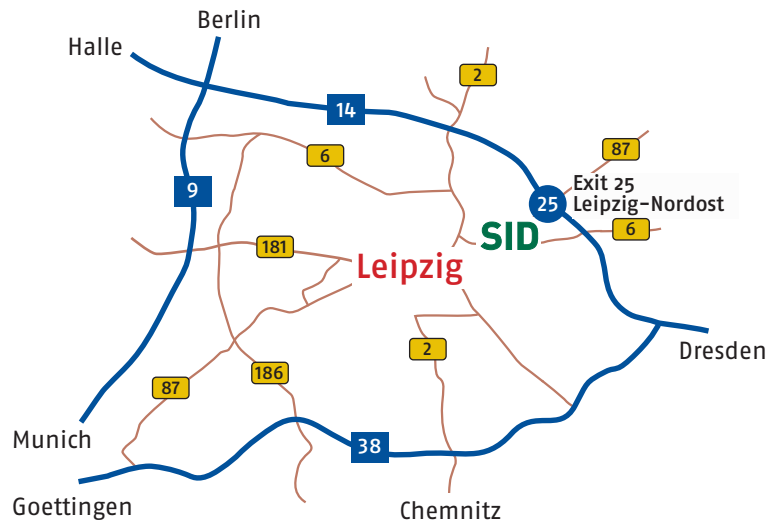 Berlin
Halle
2
14
87
6
Exit 25
9
25
Leipzig-Nordost
SID
6
181
Leipzig
2
Dresden
186
87
Munich
38
Goettingen
Chemnitz